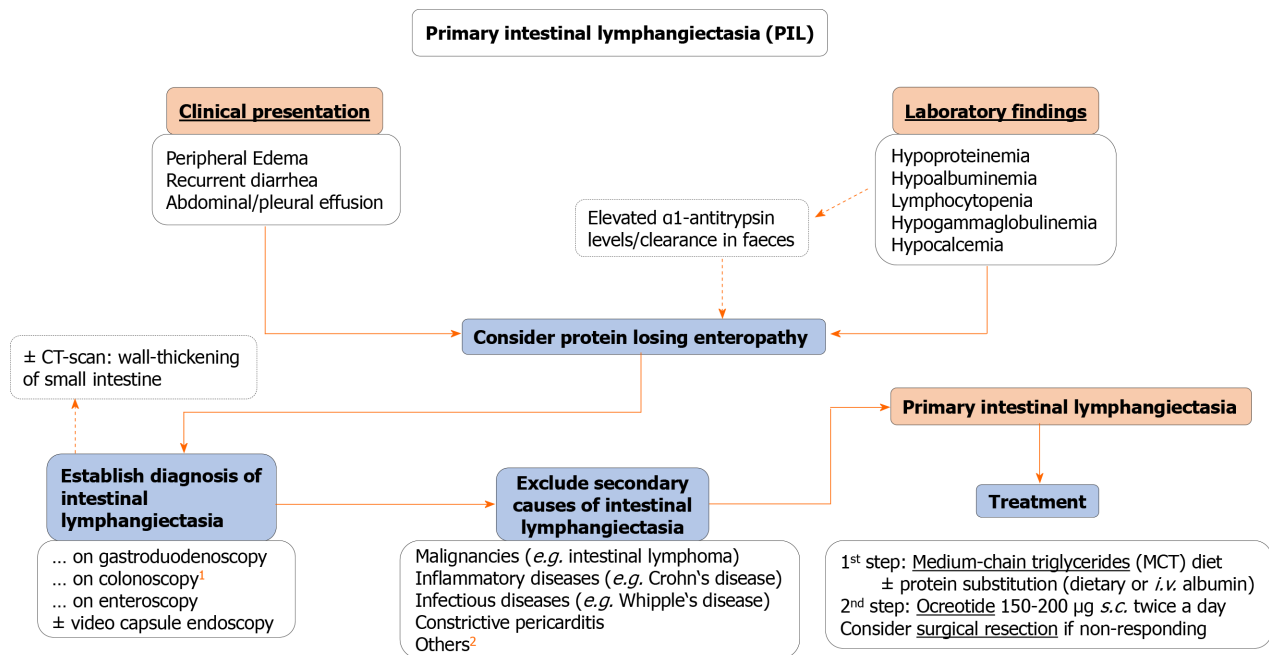 Primary intestinal lymphangiectasia (PIL)
Clinical presentation
Peripheral Edema
Recurrent diarrhea
Abdominal/pleural effusion
Laboratory findings
Hypoproteinemia
Hypoalbuminemia
Lymphocytopenia
Hypogammaglobulinemia
Hypocalcemia
Elevated α1-antitrypsin
levels/clearance in faeces
Consider protein losing enteropathy
± CT-scan: wall-thickening
of small intestine
Establish diagnosis of
intestinal
lymphangiectasia
... on gastroduodenoscopy
... on colonoscopy1
... on enteroscopy
± video capsule endoscopy
Exclude secondary
causes of intestinal
lymphangiectasia
Malignancies (e.g. intestinal lymphoma)
Inflammatory diseases (e.g. Crohn‘s disease)
Infectious diseases (e.g. Whipple‘s disease)
Constrictive pericarditis
Others2
Primary intestinal lymphangiectasia
Treatment
1st step: Medium-chain triglycerides (MCT) diet
± protein substitution (dietary or i.v. albumin)
2nd step: Ocreotide 150-200 µg s.c. twice a day
Consider surgical resection if non-responding